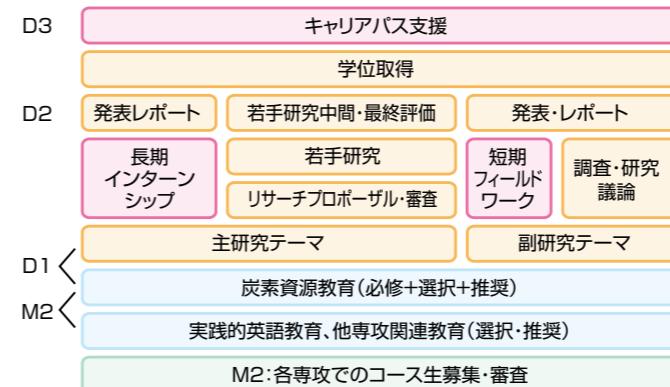 D3
キャリアパス支援
学位取得
D2
発表レポート
若手研究中間・最終評価
発表・レポート
長期
インターン
シップ
若手研究
リサーチプロポーザル・審査
短期
フィールド
ワーク
調査・研究
議論
主研究テーマ
副研究テーマ
D1
炭素資源教育(必修+選択+推奨)
M2
実践的英語教育、他専攻関連教育(選択・推奨)
M2:各専攻でのコース生募集・審査